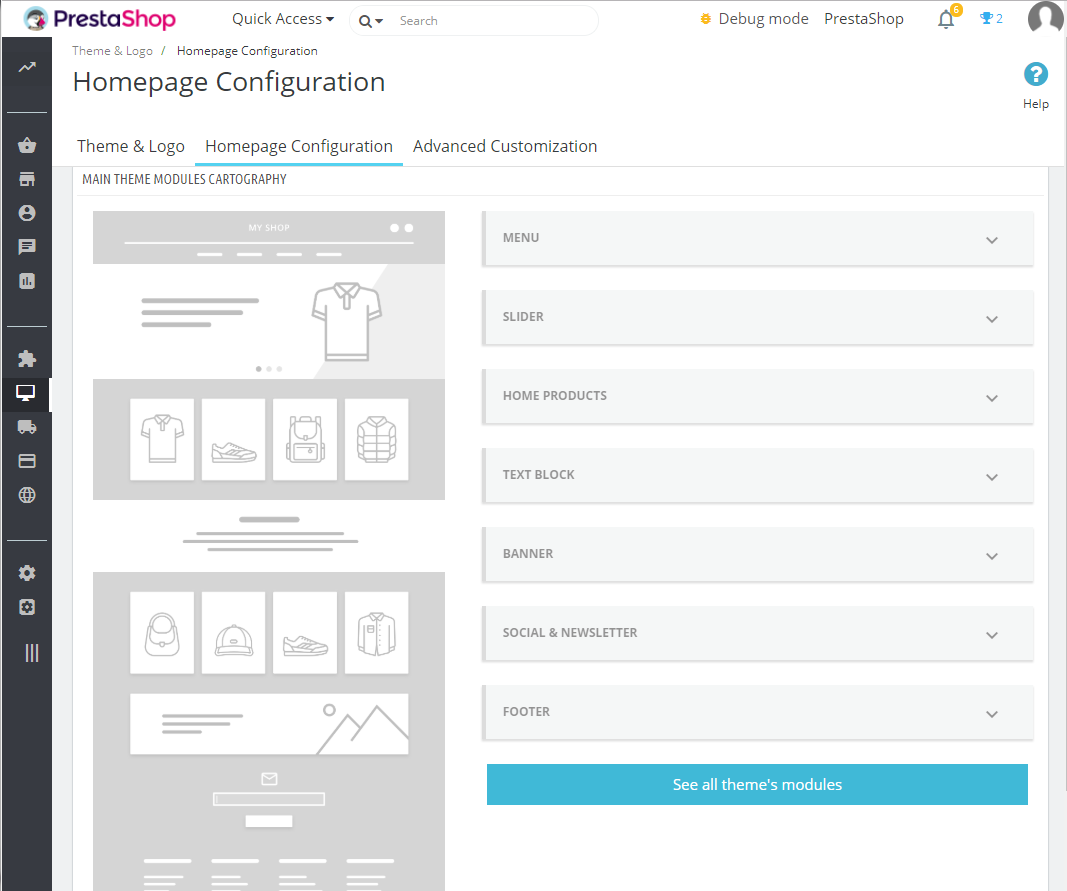 PrestaShop
Quick Access
Search
Debug mode
PrestaShop
6
2
Theme & Logo / Homepage Configuration
Homepage Configuration
?
Help
Theme & Logo
Homepage Configuration
Advanced Customization
MAIN THEME MODULES CARTOGRAPHY
MY SHOP
MENU
SLIDER
HOME PRODUCTS
TEXT BLOCK
BANNER
SOCIAL & NEWSLETTER
FOOTER
See all theme's modules